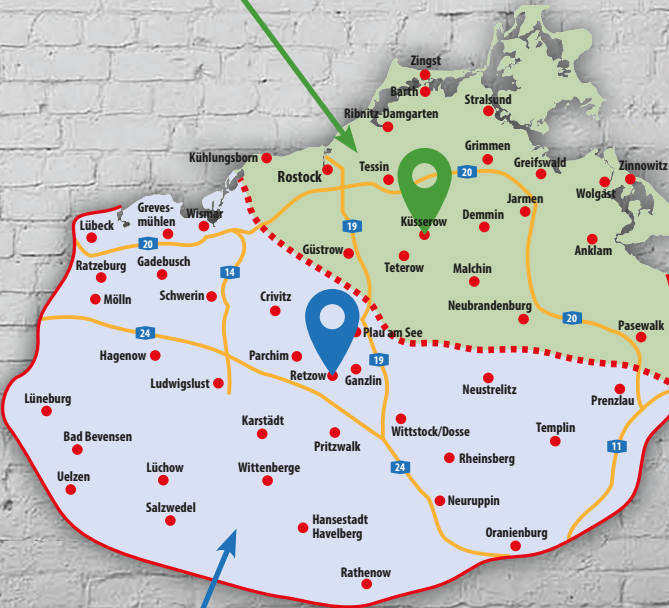 Zingst
Barth
Stralsund
Ribnitz-Damgarten
Grimmen
Kühlungsborn
Rostock
Tessin
20
Greifswald
Zinnowitz
Wolgast
Greves-
mühlen
Wismar
Jarmen
Küsserow
Demmin
Lübeck
19
20
Güstrow
Anklam
Ratzeburg
Gadebusch
14
Teterow
Malchin
Mölln
Schwerin
Crivitz
Neubrandenburg
20
24
Plau am See
Pasewalk
Hagenow
Parchim
19
Retzow
Ganzlin
Ludwigslust
Neustrelitz
Prenzlau
Lüneburg
Karstädt
Wittstock/Dosse
Templin
Bad Bevensen
Pritzwalk
11
Rheinsberg
Uelzen
Lüchow
Wittenberge
24
Neuruppin
Salzwedel
Hansestadt
Havelberg
Oranienburg
Rathenow